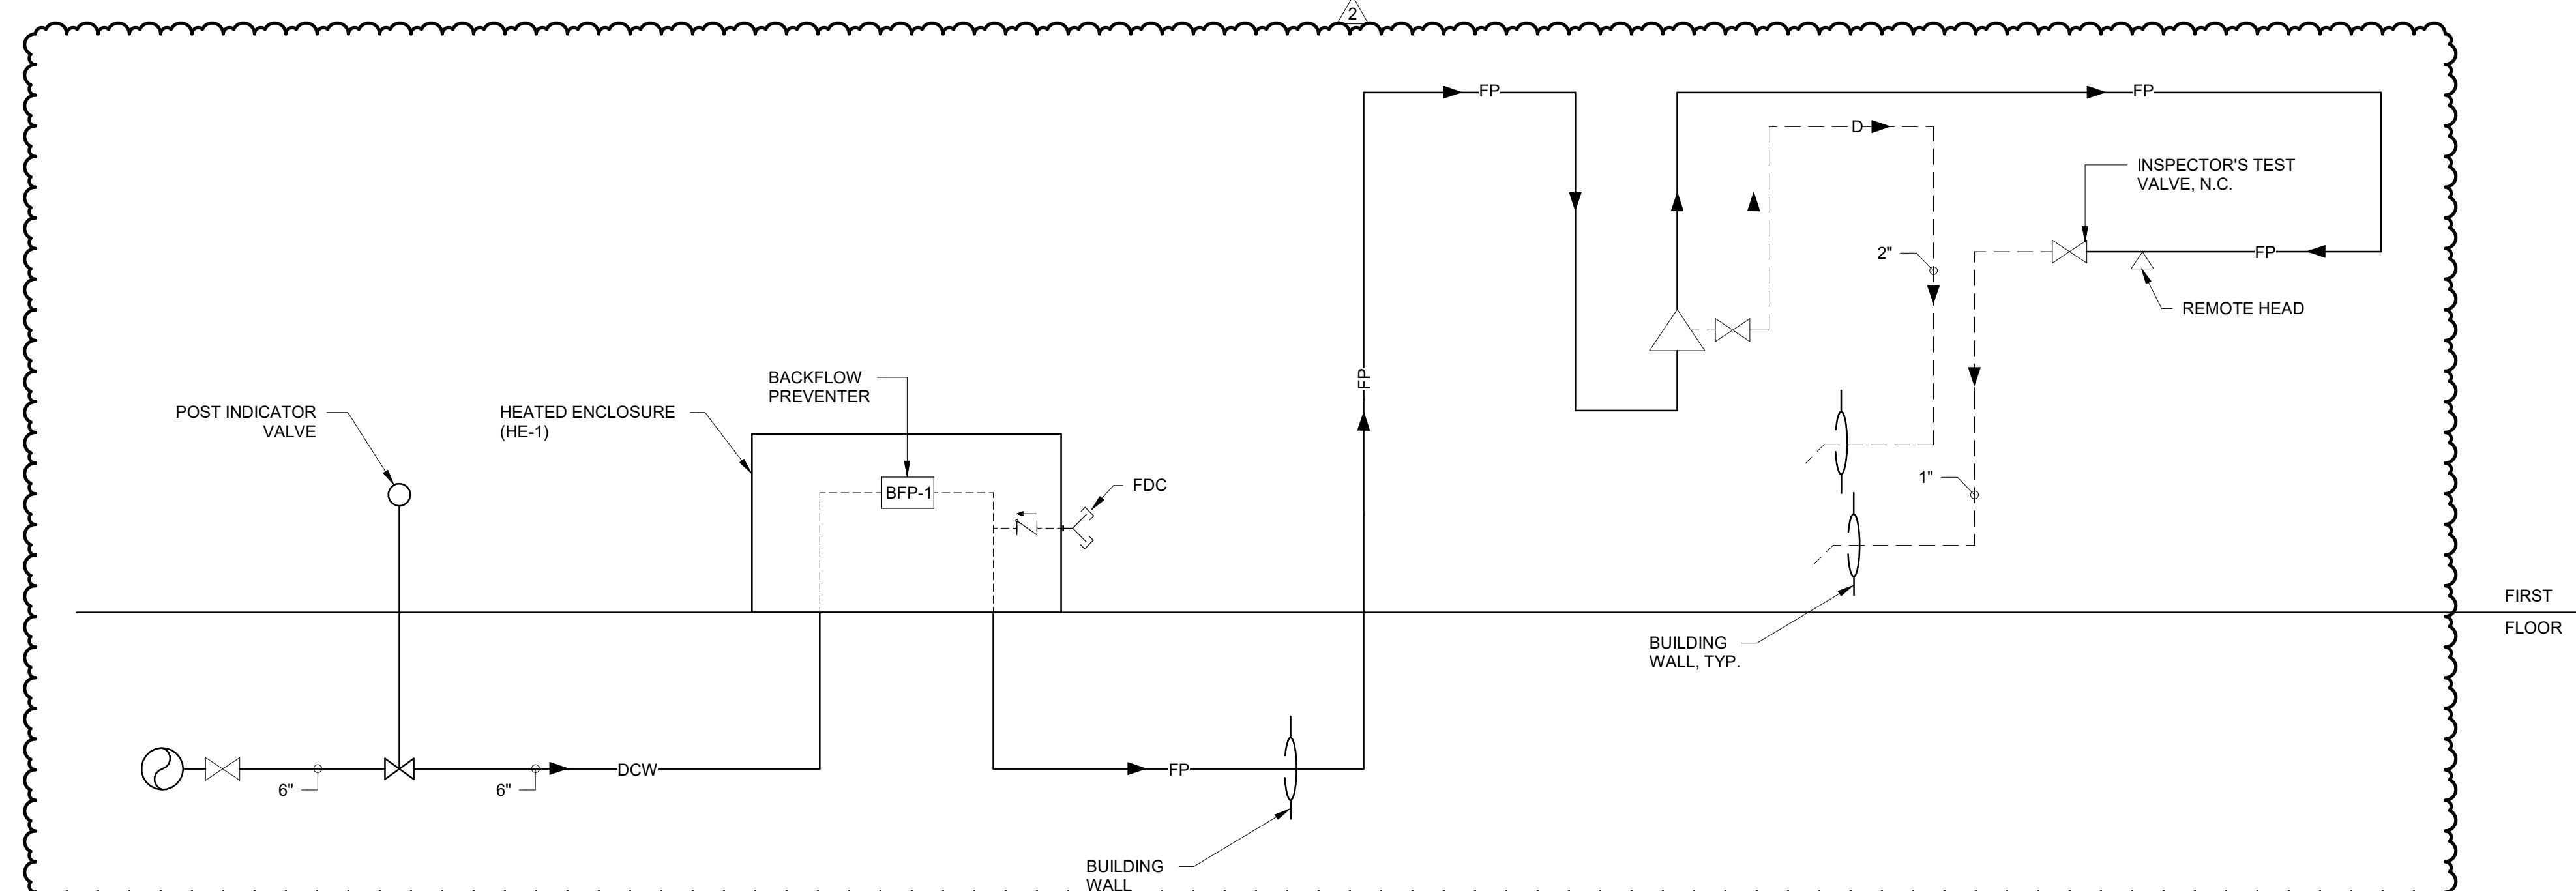 2
FP
FP
D
INSPECTOR'S TEST
VALVE, N.C.
2"
FP
REMOTE HEAD
FP
BACKFLOW
PREVENTER
POST INDICATOR
VALVE
HEATED ENCLOSURE
(HE-1)
BFP-1
FDC
1"
FIRST
FLOOR
BUILDING
WALL, TYP.
DCW
FP
6"
6"
BUILDING
WALL